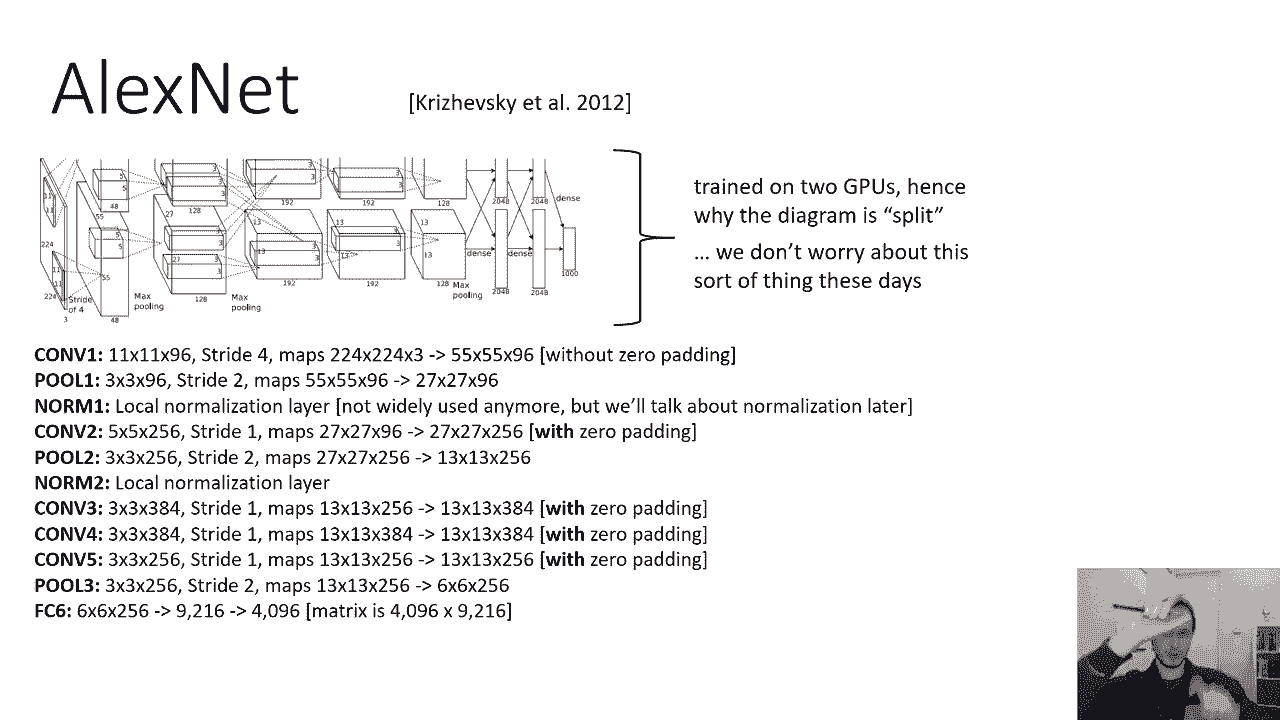 AlexNet
[Krizhevsky et al. 2012]
11
11
224
224
3
Stride
of 4
5
5
48
55
5
5
55
48
Max
pooling
27
3
3
128
3
3
27
3
3
128
Max
pooling
3
3
192
13
13
3
3
192
3
3
192
13
13
3
3
192
128
13
13
128
Max
pooling
2048
2048
dense
dense
dense
2048
2048
1000
trained on two GPUs, hence
why the diagram is “split”
… we don’t worry about this
sort of thing these days
CONV1: 11x11x96, Stride 4, maps 224x224x3 -> 55x55x96 [without zero padding]
POOL1: 3x3x96, Stride 2, maps 55x55x96 -> 27x27x96
NORM1: Local normalization layer [not widely used anymore, but we’ll talk about normalization later]
CONV2: 5x5x256, Stride 1, maps 27x27x96 -> 27x27x256 [with zero padding]
POOL2: 3x3x256, Stride 2, maps 27x27x256 -> 13x13x256
NORM2: Local normalization layer
CONV3: 3x3x384, Stride 1, maps 13x13x256 -> 13x13x384 [with zero padding]
CONV4: 3x3x384, Stride 1, maps 13x13x384 -> 13x13x384 [with zero padding]
CONV5: 3x3x256, Stride 1, maps 13x13x256 -> 13x13x256 [with zero padding]
POOL3: 3x3x256, Stride 2, maps 13x13x256 -> 6x6x256
FC6: 6x6x256 -> 9,216 -> 4,096 [matrix is 4,096 x 9,216]